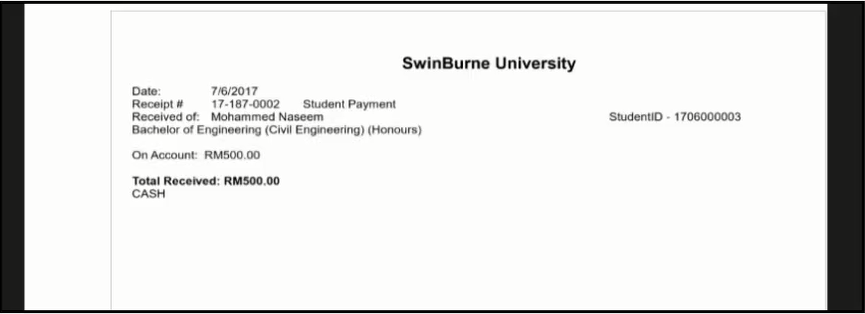 SwinBurne University
Date: 7/6/2017
Receipt # 17-187-0002 Student Payment
Received of: Mohammed Naseem StudentID - 1706000003
Bachelor of Engineering (Civil Engineering) (Honours)
On Account: RM500.00
Total Received: RM500.00
CASH